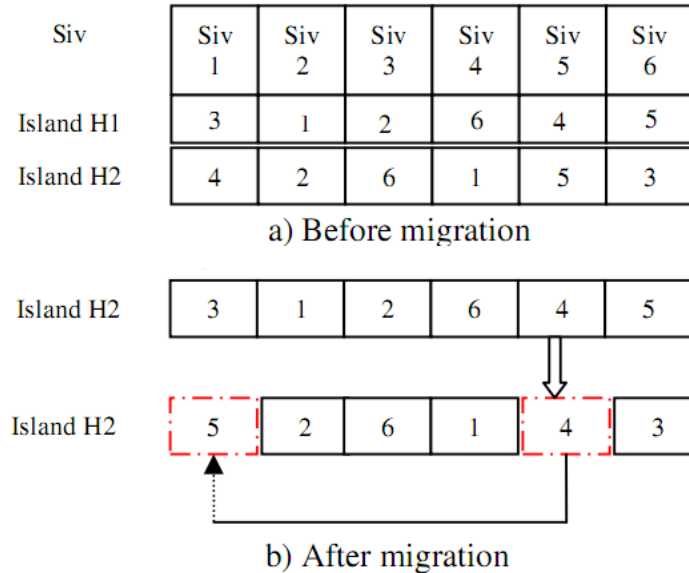 Siv Siv 1 Siv 2 Siv 3 Siv 4 Siv 5 Siv 6
Island H1 3 1 2 6 4 5
Island H2 4 2 6 1 5 3
a) Before migration
Island H2 3 1 2 6 4 5
Island H2 5 2 6 1 4 3
b) After migration